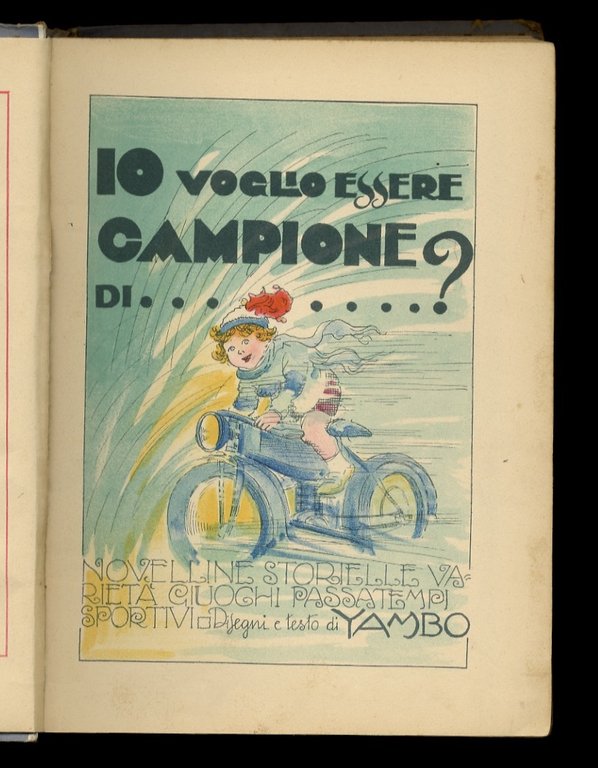 IO VOGLIO ESSERE
CAMPIONE?
DI . . . . . . . . . ?
NOVELLINE STORIELLE VA=
RIETÀ GIUOCHI PASSATEMPI
SPORTIVI □ Disegni e testo di YAMBO